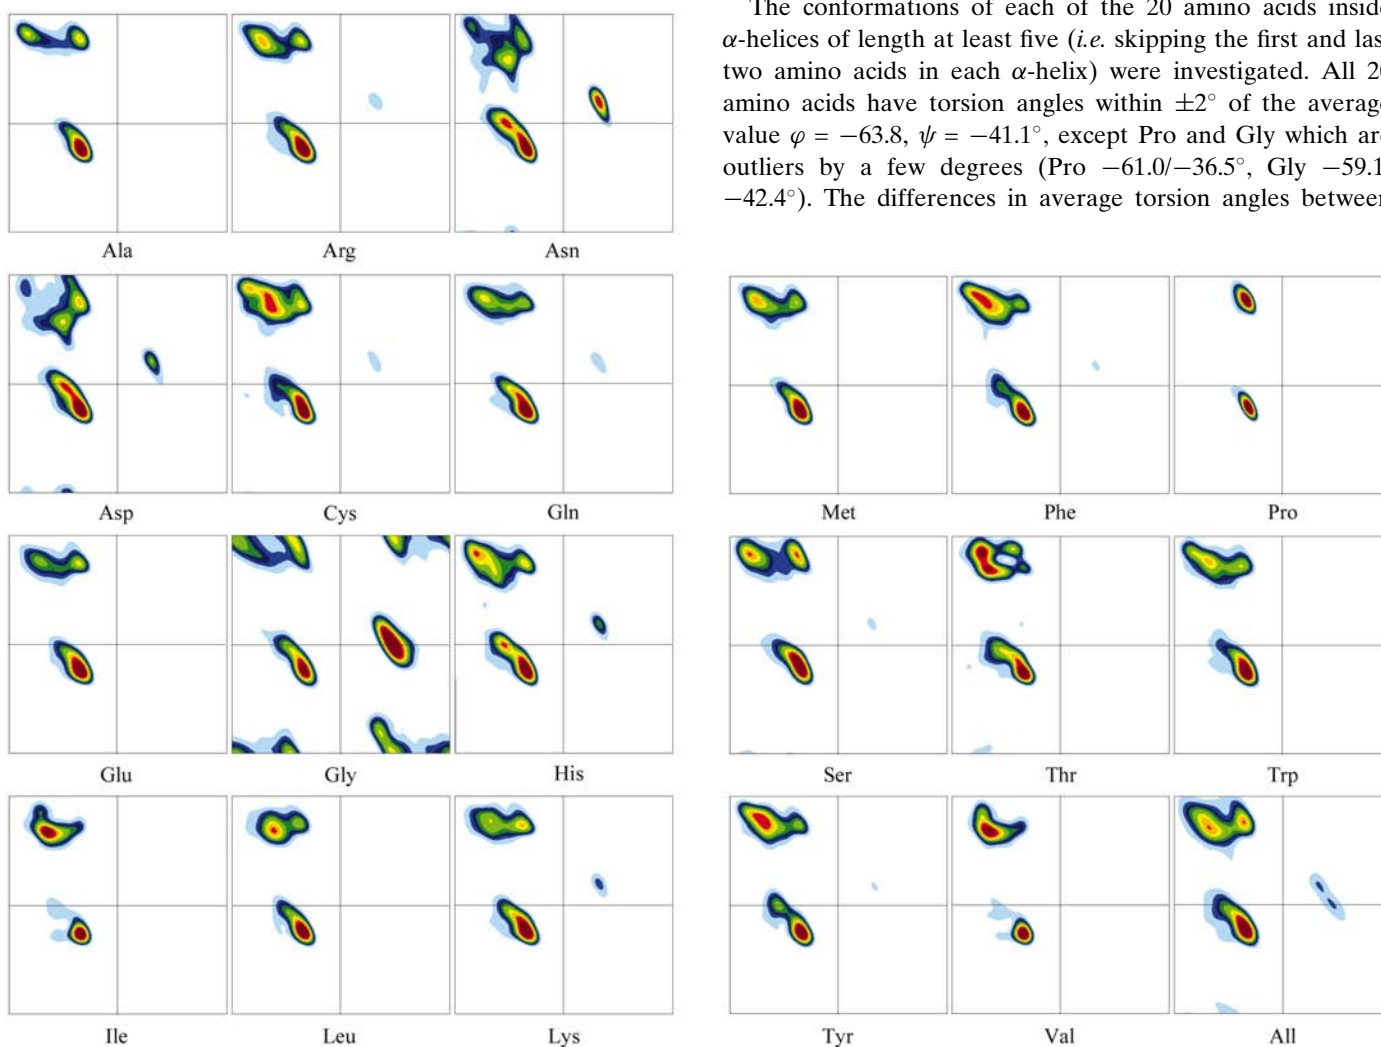 The conformations of each of the 20 amino acids inside
α-helices of length at least five (i.e. skipping the first and las
two amino acids in each α-helix) were investigated. All 20
amino acids have torsion angles within ±2° of the average
value φ = −63.8, ψ = −41.1°, except Pro and Gly which are
outliers by a few degrees (Pro −61.0/−36.5°, Gly −59.1
−42.4°). The differences in average torsion angles between
Ala Arg Asn
Asp Cys Gln
Met Phe Pro
Glu Gly His
Ser Thr Trp
Ile Leu Lys
Tyr Val All